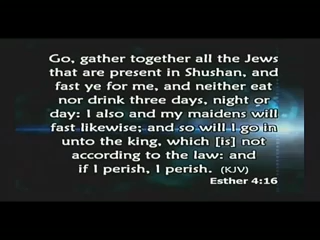 Go, gather together all the Jews
that are present in Shushan, and
fast ye for me, and neither eat
nor drink three days, night or
day: I also and my maidens will
fast likewise; and so will I go in
unto the king, which [is] not
according to the law: and
if I perish, I perish. (KJV)
Esther 4:16